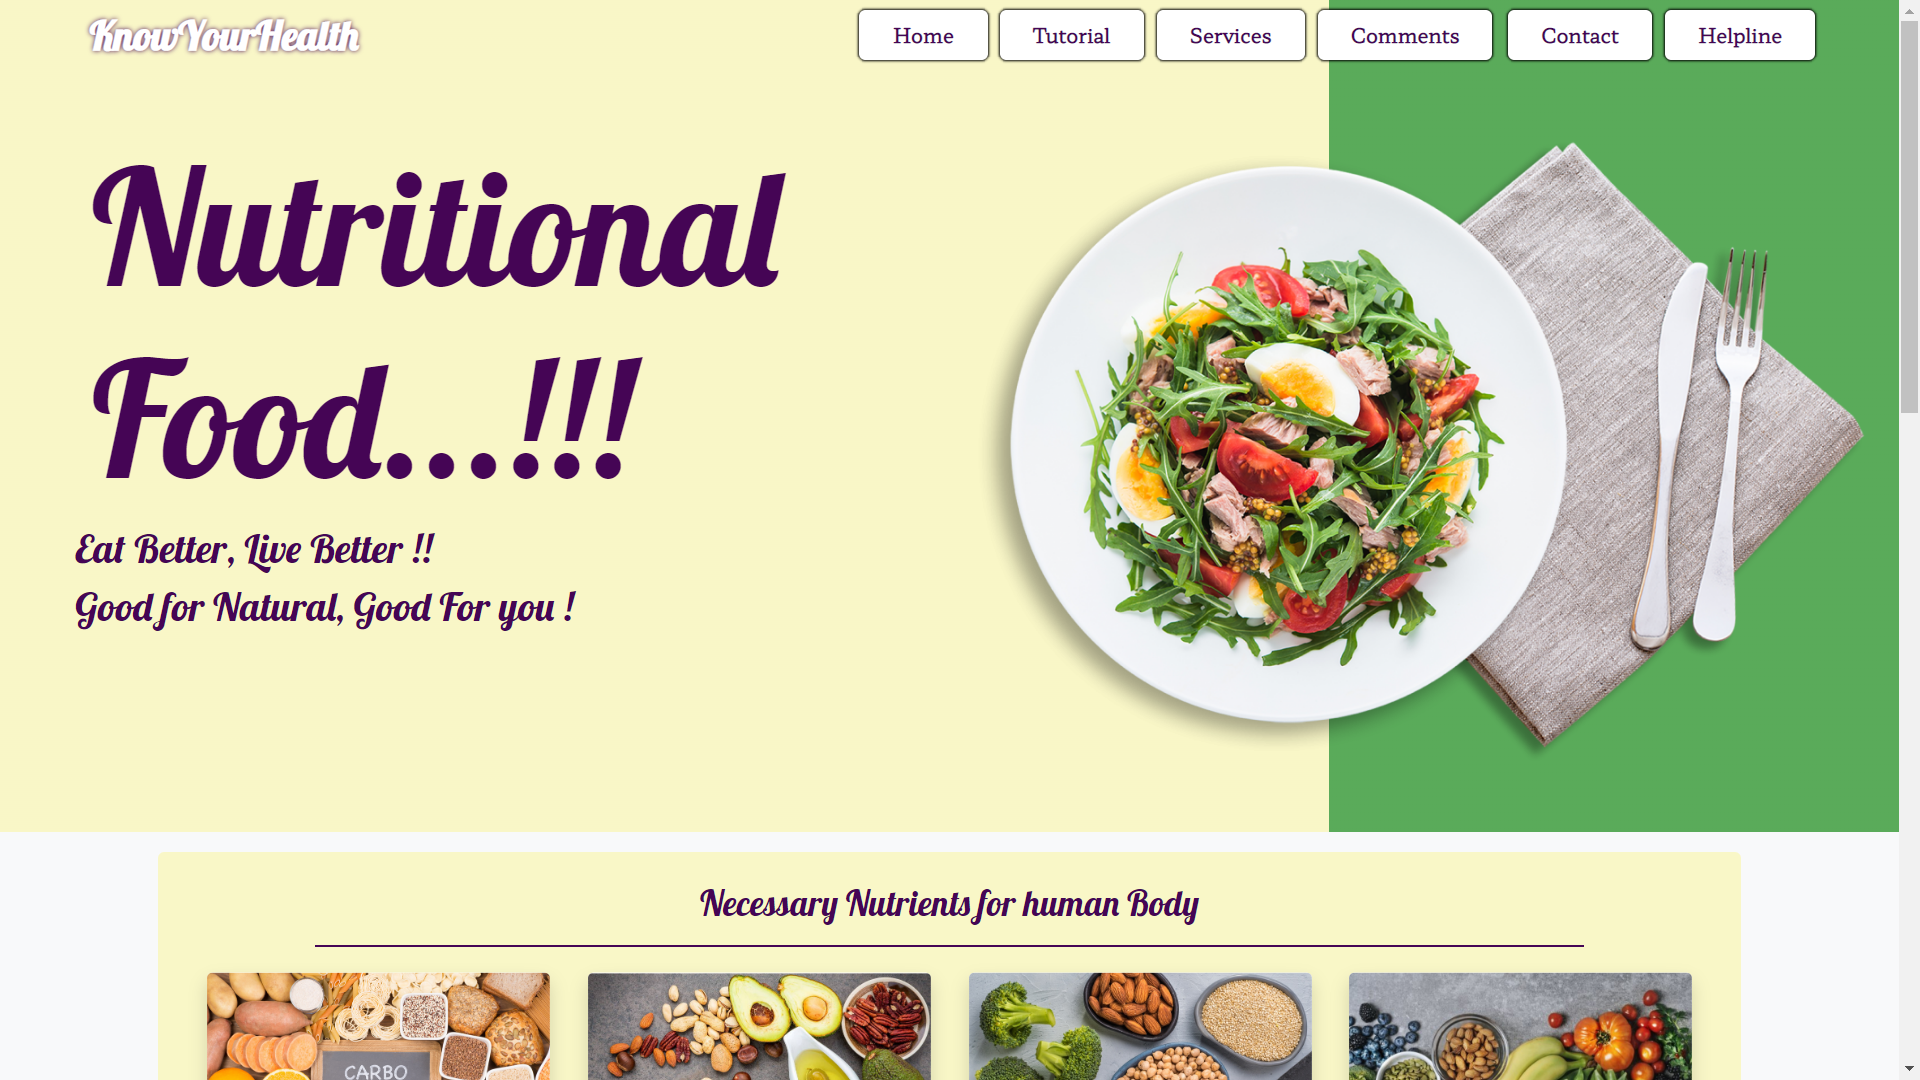 KnowYourHealth
Home Tutorial Services Comments Contact Helpline
Nutritional
Food...!!!
Eat Better, Live Better !!
Good for Natural, Good For you !
Necessary Nutrients for human Body
CARBO